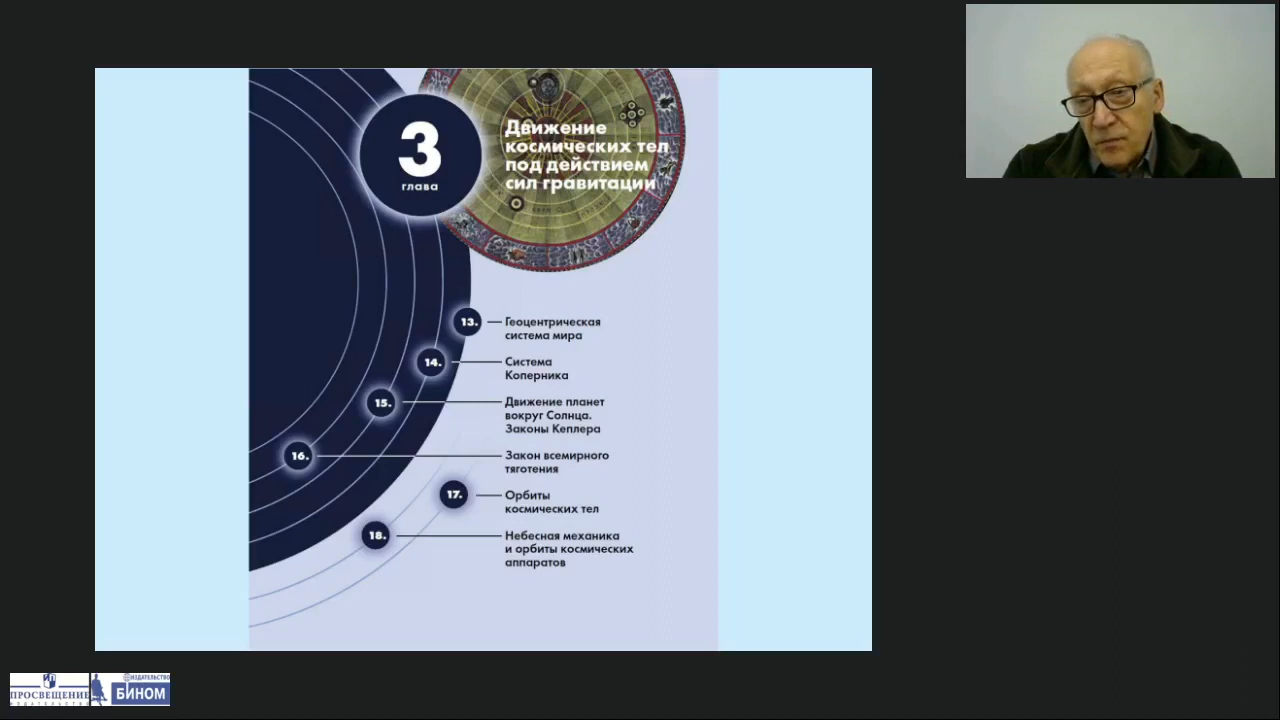 3
глава
Движение
космических тел
под действием
сил гравитации
13.
Геоцентрическая
система мира
14.
Система
Коперника
15.
Движение планет
вокруг Солнца.
Законы Кеплера
16.
Закон всемирного
тяготения
17.
Орбиты
космических тел
18.
Небесная механика
и орбиты космических
аппаратов
ПРОСВЕЩЕНИЕ
ИЗДАТЕЛЬСТВО
ИЗДАТЕЛЬСТВО
БИНОМ